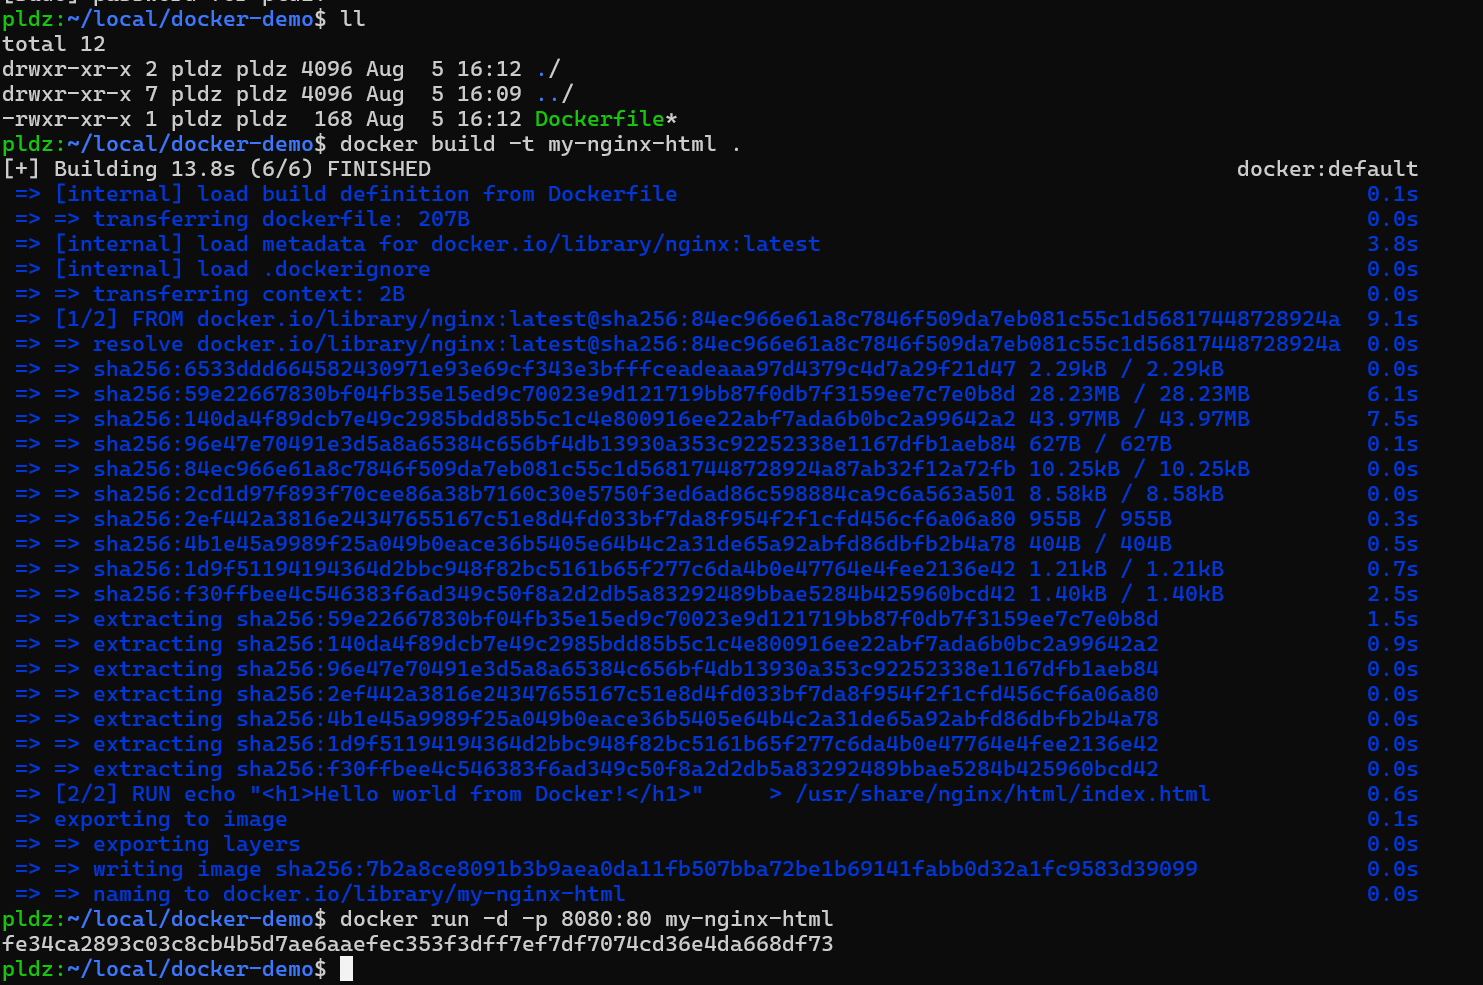 pldz:~/local/docker-demo$ ll
total 12
drwxr-xr-x 2 pldz pldz 4096 Aug  5 16:12 ./
drwxr-xr-x 7 pldz pldz 4096 Aug  5 16:09 ../
-rwxr-xr-x 1 pldz pldz  168 Aug  5 16:12 Dockerfile*
pldz:~/local/docker-demo$ docker build -t my-nginx-html .
[+] Building 13.8s (6/6) FINISHED docker:default
=> [internal] load build definition from Dockerfile 0.1s
=> => transferring dockerfile: 207B 0.0s
=> [internal] load metadata for docker.io/library/nginx:latest 3.8s
=> [internal] load .dockerignore 0.0s
=> => transferring context: 2B 0.0s
=> [1/2] FROM docker.io/library/nginx:latest@sha256:84ec966e61a8c7846f509da7eb081c55c1d56817448728924a 9.1s
=> => resolve docker.io/library/nginx:latest@sha256:84ec966e61a8c7846f509da7eb081c55c1d56817448728924a 0.0s
=> => sha256:6533ddd664582430971e93e69cf343e3bfffceadeaaa97d4379c4d7a29f21d47 2.29kB / 2.29kB 0.0s
=> => sha256:59e22667830bf04fb35e15ed9c70023e9d121719bb87f0db7f3159ee7c7e0b8d 28.23MB / 28.23MB 6.1s
=> => sha256:140da4f89dcb7e49c2985bdd85b5c1c4e800916ee22abf7ada6b0bc2a99642a2 43.97MB / 43.97MB 7.5s
=> => sha256:96e47e70491e3d5a8a65384c656bf4db13930a353c92252338e1167dfb1aeb84 627B / 627B 0.1s
=> => sha256:84ec966e61a8c7846f509da7eb081c55c1d56817448728924a87ab32f12a72fb 10.25kB / 10.25kB 0.0s
=> => sha256:2cd1d97f893f70cee86a38b7160c30e5750f3ed6ad86c598884ca9c6a563a501 8.58kB / 8.58kB 0.0s
=> => sha256:2ef442a3816e24347655167c51e8d4fd033bf7da8f954f2f1cfd456cf6a06a80 955B / 955B 0.3s
=> => sha256:4b1e45a9989f25a049b0eace36b5405e64b4c2a31de65a92abfd86dbfb2b4a78 404B / 404B 0.5s
=> => sha256:1d9f51194194364d2bbc948f82bc5161b65f277c6da4b0e47764e4fee2136e42 1.21kB / 1.21kB 0.7s
=> => sha256:f30ffbee4c546383f6ad349c50f8a2d2db5a83292489bbae5284b425960bcd42 1.40kB / 1.40kB 2.5s
=> => extracting sha256:59e22667830bf04fb35e15ed9c70023e9d121719bb87f0db7f3159ee7c7e0b8d 1.5s
=> => extracting sha256:140da4f89dcb7e49c2985bdd85b5c1c4e800916ee22abf7ada6b0bc2a99642a2 0.9s
=> => extracting sha256:96e47e70491e3d5a8a65384c656bf4db13930a353c92252338e1167dfb1aeb84 0.0s
=> => extracting sha256:2ef442a3816e24347655167c51e8d4fd033bf7da8f954f2f1cfd456cf6a06a80 0.0s
=> => extracting sha256:4b1e45a9989f25a049b0eace36b5405e64b4c2a31de65a92abfd86dbfb2b4a78 0.0s
=> => extracting sha256:1d9f51194194364d2bbc948f82bc5161b65f277c6da4b0e47764e4fee2136e42 0.0s
=> => extracting sha256:f30ffbee4c546383f6ad349c50f8a2d2db5a83292489bbae5284b425960bcd42 0.0s
=> [2/2] RUN echo "<h1>Hello world from Docker!</h1>"     > /usr/share/nginx/html/index.html 0.6s
=> exporting to image 0.1s
=> => exporting layers 0.0s
=> => writing image sha256:7b2a8ce8091b3b9aea0da11fb507bba72be1b69141fabb0d32a1fc9583d39099 0.0s
=> => naming to docker.io/library/my-nginx-html 0.0s
pldz:~/local/docker-demo$ docker run -d -p 8080:80 my-nginx-html
fe34ca2893c03c8cb4b5d7ae6aaefec353f3dff7ef7df7074cd36e4da668df73
pldz:~/local/docker-demo$